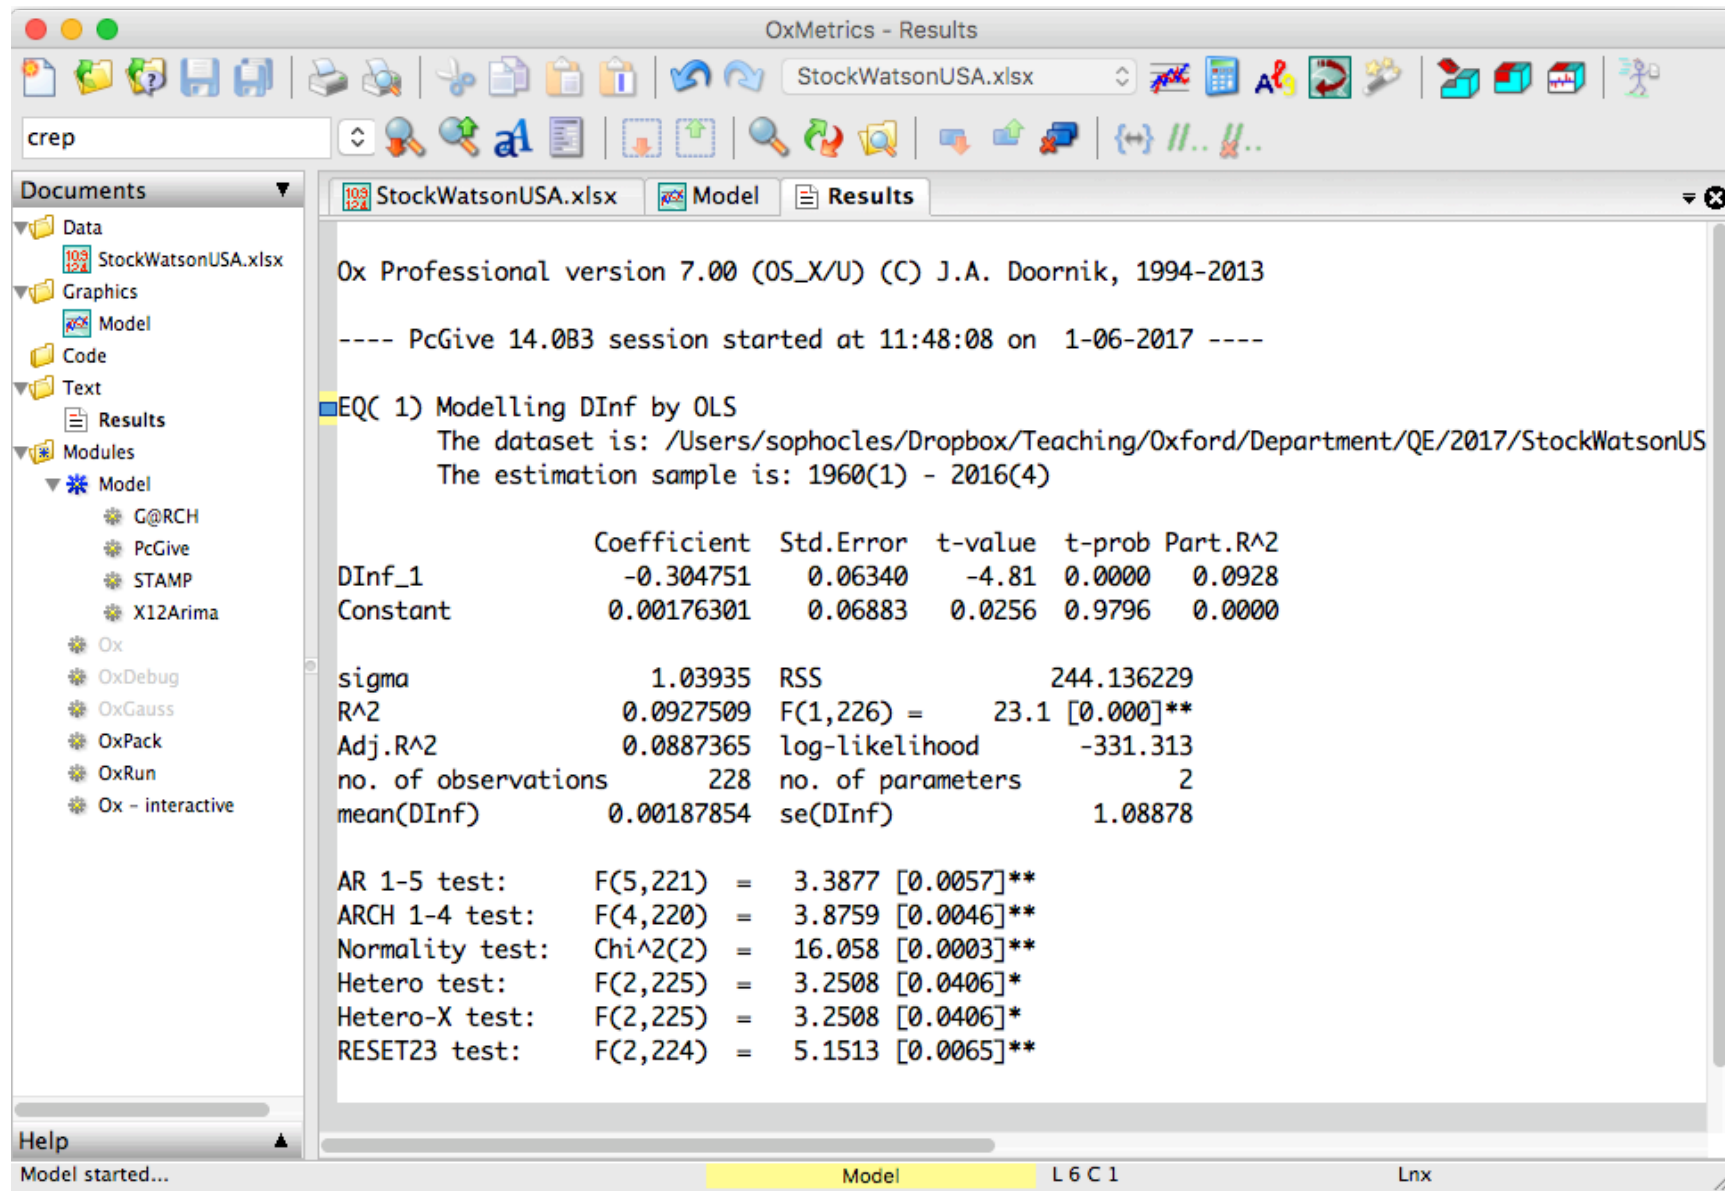 OxMetrics - Results
StockWatsonUSA.xlsx
crep
{↔} //.. //..
Documents
Data
StockWatsonUSA.xlsx
Graphics
Model
Code
Text
Results
Modules
Model
G@RCH
PcGive
STAMP
X12Arima
Ox
OxDebug
OxGauss
OxPack
OxRun
Ox - interactive
Help
StockWatsonUSA.xlsx Model Results
Ox Professional version 7.00 (OS_X/U) (C) J.A. Doornik, 1994-2013
---- PcGive 14.0B3 session started at 11:48:08 on 1-06-2017 ----
EQ( 1) Modelling DInf by OLS
The dataset is: /Users/sophocles/Dropbox/Teaching/Oxford/Department/QE/2017/StockWatsonUS
The estimation sample is: 1960(1) - 2016(4)
Coefficient Std.Error t-value t-prob Part.R^2
DInf_1 -0.304751 0.06340 -4.81 0.0000 0.0928
Constant 0.00176301 0.06883 0.0256 0.9796 0.0000
sigma 1.03935 RSS 244.136229
R^2 0.0927509 F(1,226) = 23.1 [0.000]**
Adj.R^2 0.0887365 log-likelihood -331.313
no. of observations 228 no. of parameters 2
mean(DInf) 0.00187854 se(DInf) 1.08878
AR 1-5 test: F(5,221) = 3.3877 [0.0057]**
ARCH 1-4 test: F(4,220) = 3.8759 [0.0046]**
Normality test: Chi^2(2) = 16.058 [0.0003]**
Hetero test: F(2,225) = 3.2508 [0.0406]*
Hetero-X test: F(2,225) = 3.2508 [0.0406]*
RESET23 test: F(2,224) = 5.1513 [0.0065]**
Model started... Model L 6 C 1 Lnx